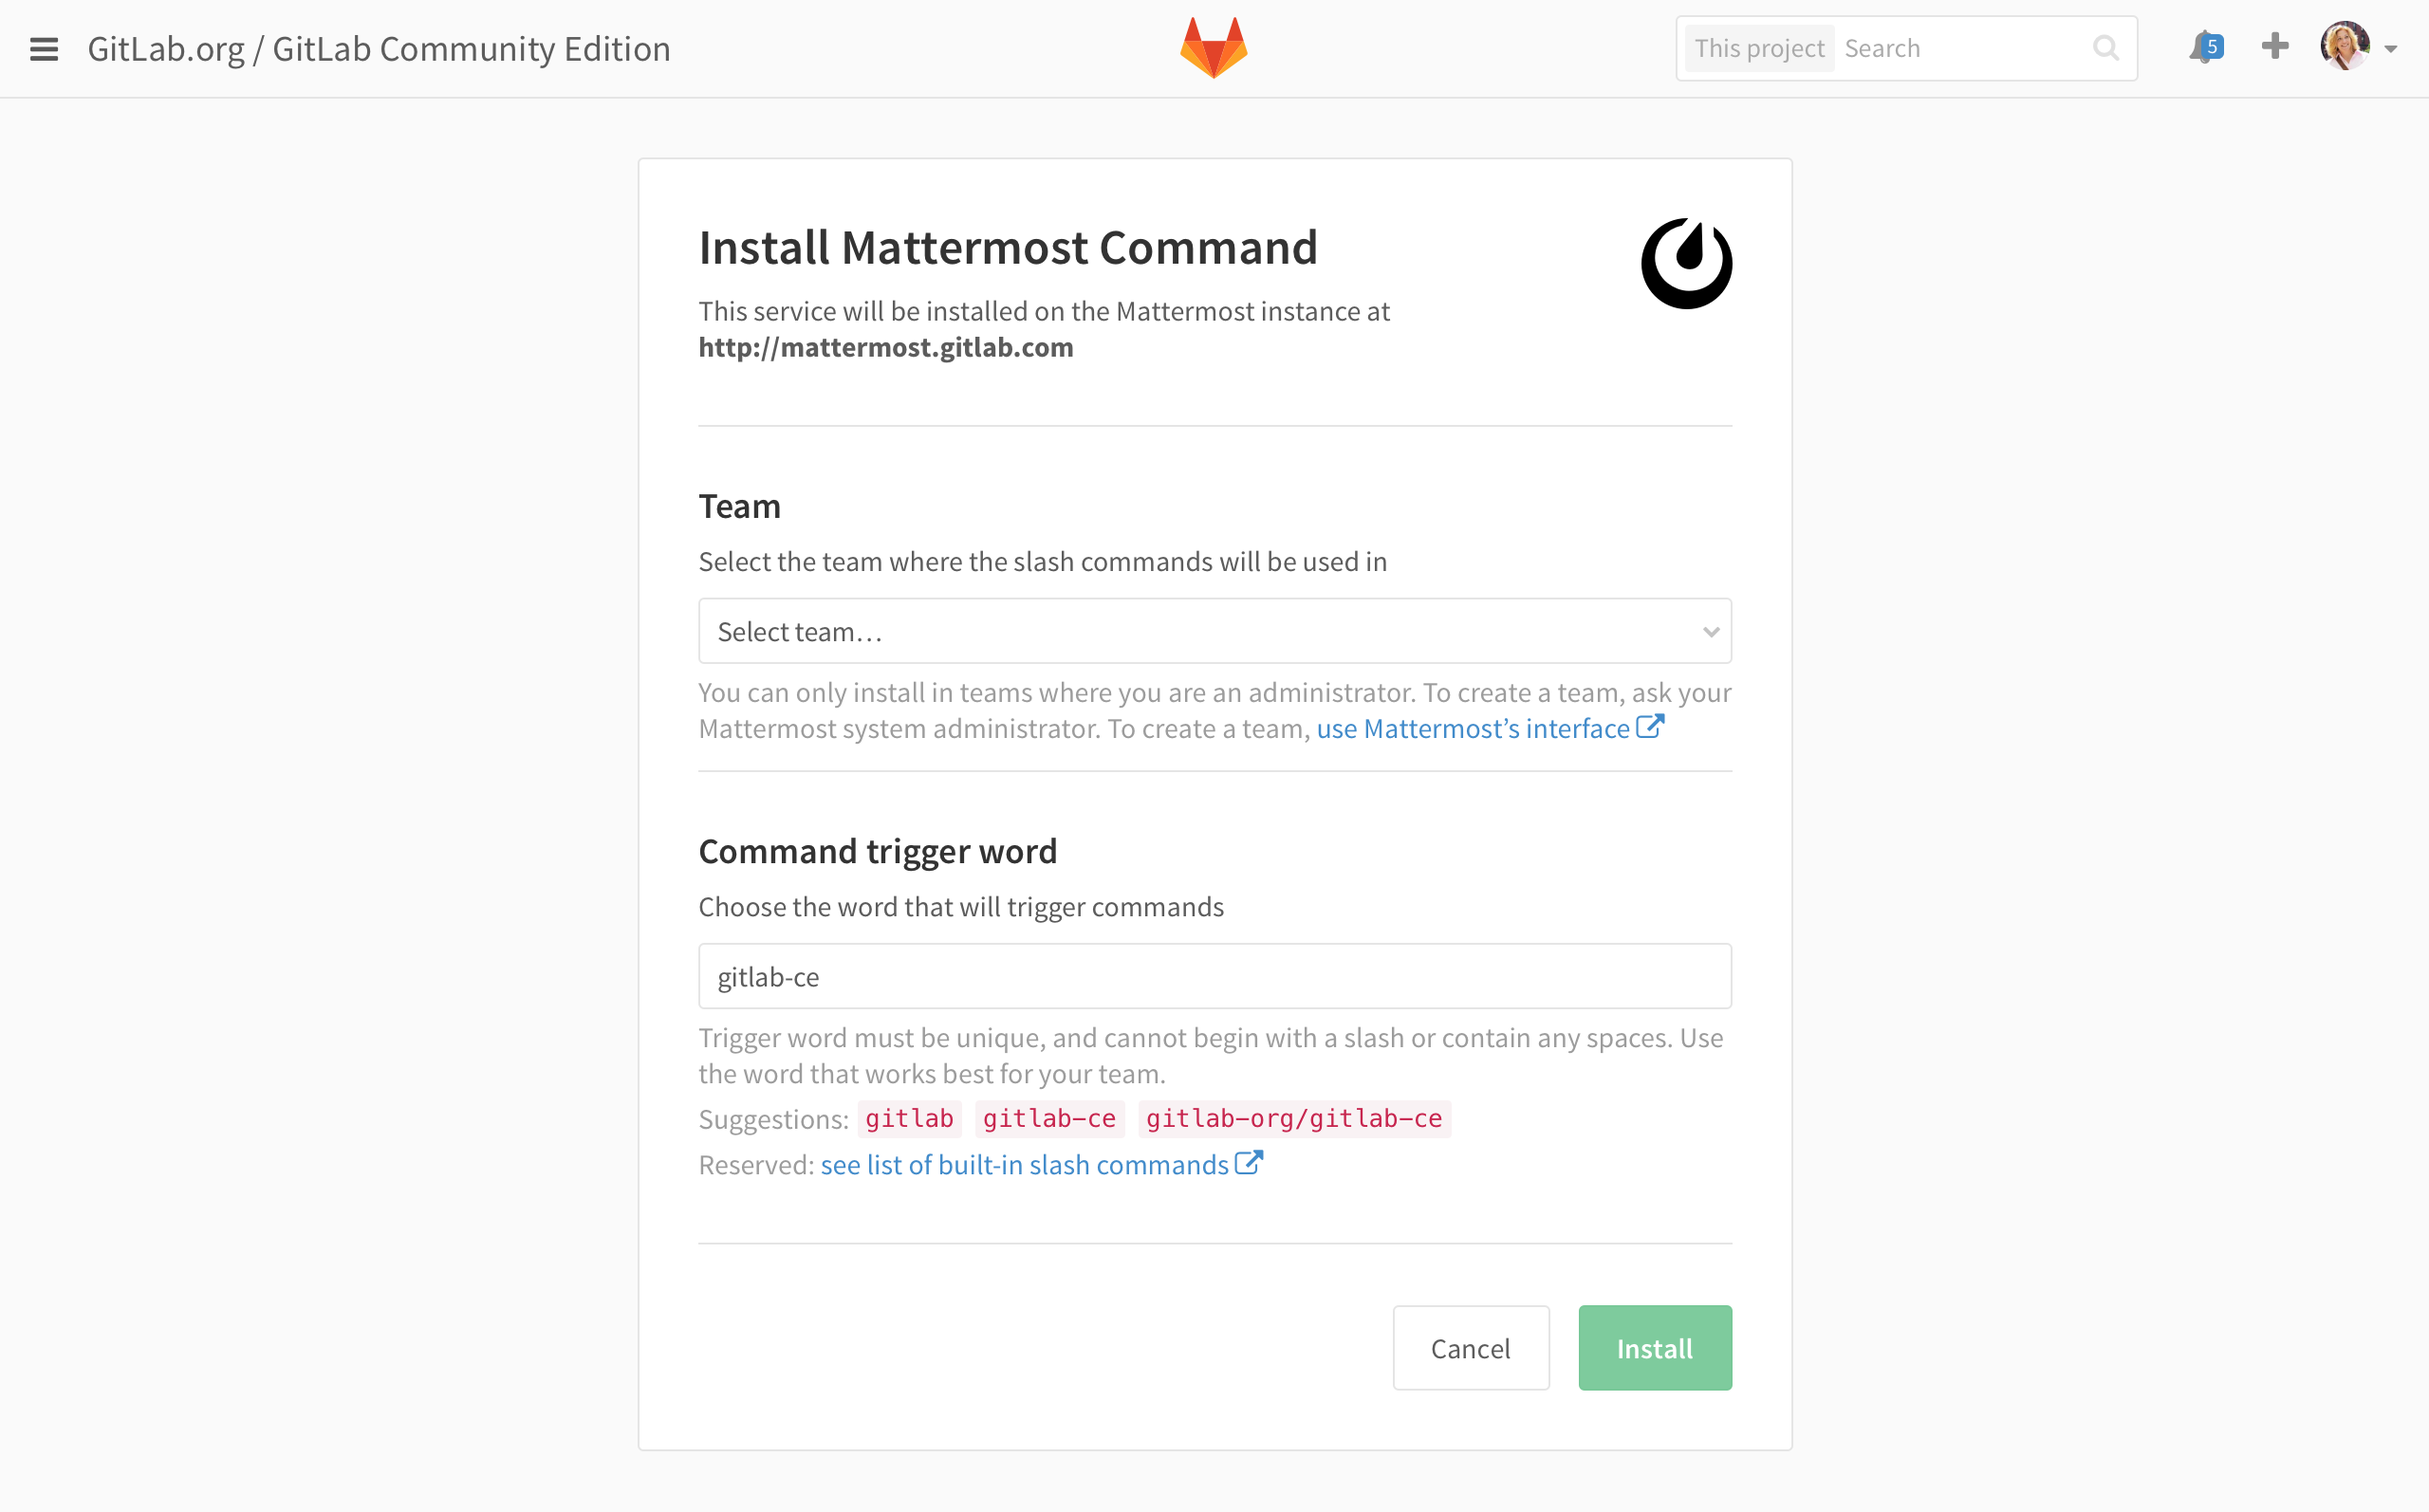 GitLab.org / GitLab Community Edition
This project Search
5
Install Mattermost Command
This service will be installed on the Mattermost instance at
http://mattermost.gitlab.com
Team
Select the team where the slash commands will be used in
Select team…
You can only install in teams where you are an administrator. To create a team, ask your
Mattermost system administrator. To create a team, use Mattermost’s interface
Command trigger word
Choose the word that will trigger commands
gitlab-ce
Trigger word must be unique, and cannot begin with a slash or contain any spaces. Use
the word that works best for your team.
Suggestions: gitlab gitlab-ce gitlab-org/gitlab-ce
Reserved: see list of built-in slash commands
Cancel Install